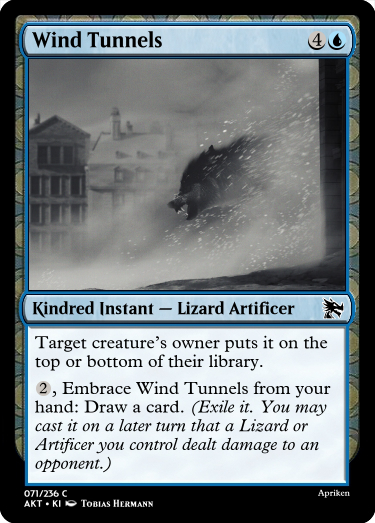 Wind Tunnels 4
Kindred Instant — Lizard Artificer
Target creature's owner puts it on the
top or bottom of their library.
2, Embrace Wind Tunnels from your
hand: Draw a card. (Exile it. You may
cast it on a later turn that a Lizard or
Artificer you control dealt damage to an
opponent.)
071/236 C Apriken
AKT • KI Tobias Hermann